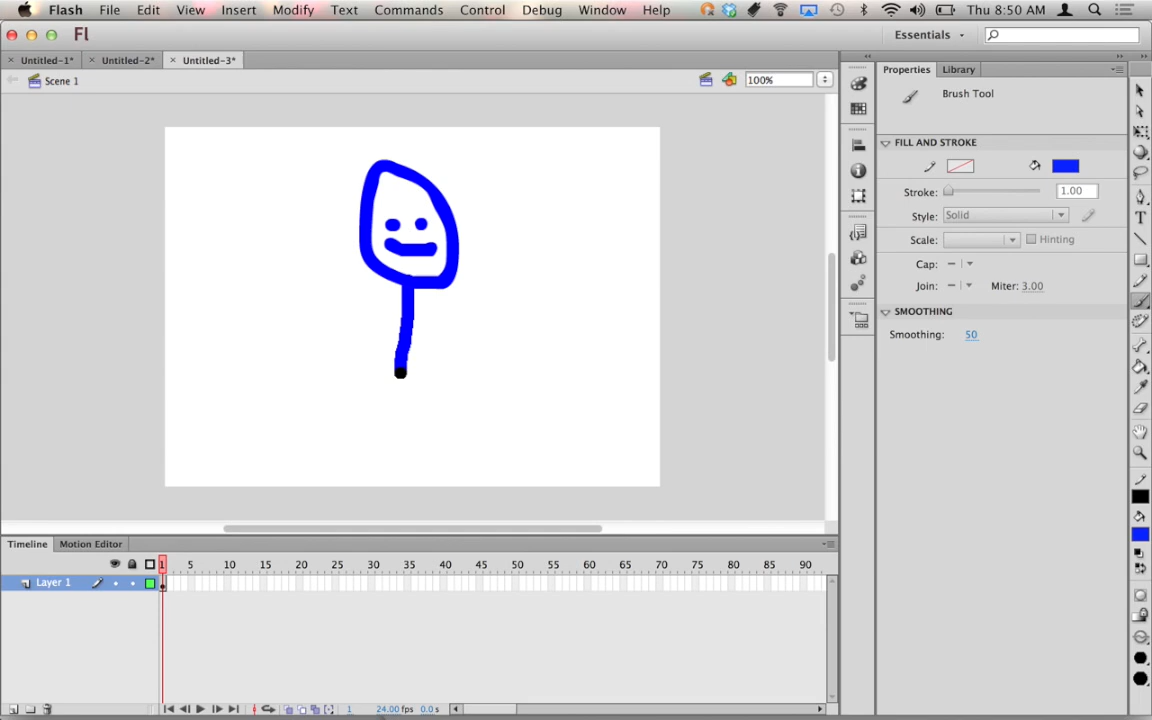 Flash File Edit View Insert Modify Text Commands Control Debug Window Help Thu 8:50 AM
Fl Essentials
Untitled-1* Untitled-2* Untitled-3*
Scene 1 100%
Properties Library
Brush Tool
FILL AND STROKE
Stroke: 1.00
Style: Solid
Scale: Hinting
Cap:
Join: Miter: 3.00
SMOOTHING
Smoothing: 50
Timeline Motion Editor
1 5 10 15 20 25 30 35 40 45 50 55 60 65 70 75 80 85 90
Layer 1
1 24.00 fps 0.0 s